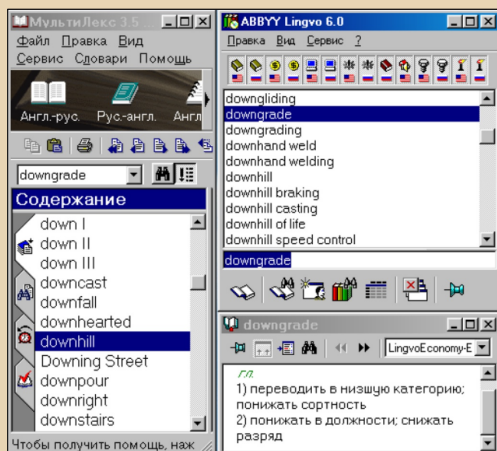 МультиЛекс 3.5
Файл Правка Вид
Сервис Словари Помощь
Англ.-рус. Рус.-англ. Англ
downgrade
Содержание
down I
down II
down III
downcast
downfall
downhearted
downhill
Downing Street
downpour
downright
downstairs
Чтобы получить помощь, наж
ABBYY Lingvo 6.0
Правка Вид Сервис ?
downgliding
downgrade
downgrading
downhand weld
downhand welding
downhill
downhill braking
downhill casting
downhill of life
downhill speed control
downgrade
downgrade
LingvoEconomy-E
гл.
1) переводить в низшую категорию;
понижать сортность
2) понижать в должности; снижать
разряд